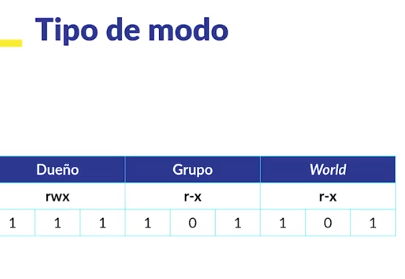 Tipo de modo
Dueño Grupo World
rwx r-x r-x
1 1 1 1 0 1 1 0 1